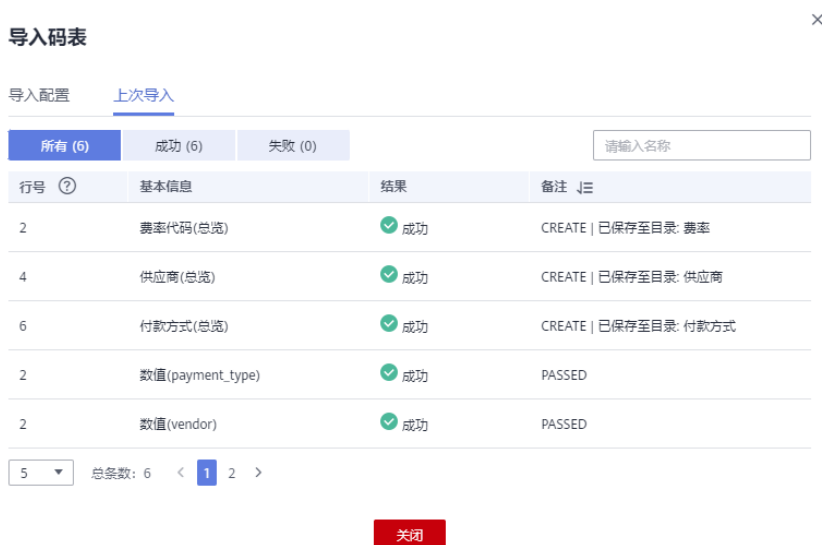 ×
导入码表
导入配置 上次导入
所有 (6) 成功 (6) 失败 (0) 请输入名称
行号 ? 基本信息 结果 备注
2 费率代码(总览) 成功 CREATE | 已保存至目录: 费率
4 供应商(总览) 成功 CREATE | 已保存至目录: 供应商
6 付款方式(总览) 成功 CREATE | 已保存至目录: 付款方式
2 数值(payment_type) 成功 PASSED
2 数值(vendor) 成功 PASSED
5 总条数: 6 < 1 2 >
关闭